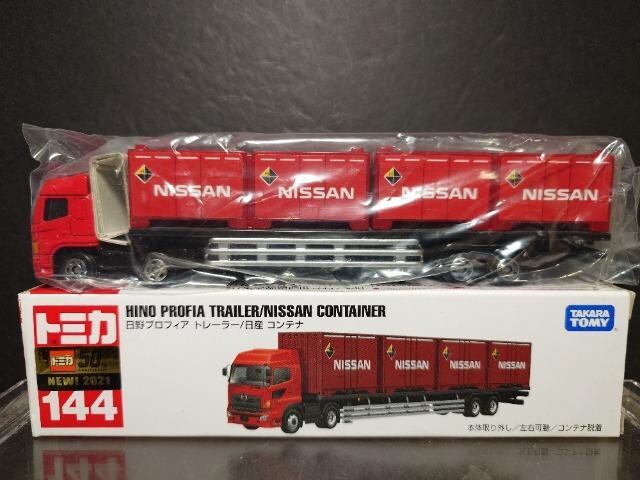 NISSAN NISSAN NISSAN NISSAN
トミカ
HINO PROFIA TRAILER/NISSAN CONTAINER
日野プロフィア トレーラー/日産 コンテナ
TAKARA
TOMY
トミカ 50th
ANNIVERSARY
NEW! 2021
144
NISSAN NISSAN NISSAN NISSAN
本体取り外し/左右可動/コンテナ脱着